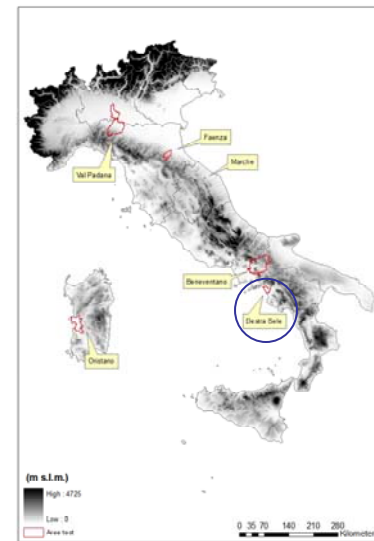 Faenza
Marche
Val Padana
Beneventano
Destra Sele
Oristano
(m s.l.m.)
High : 4725
Low : 0
Area test
0 35 70 140 210 280
Kilometer